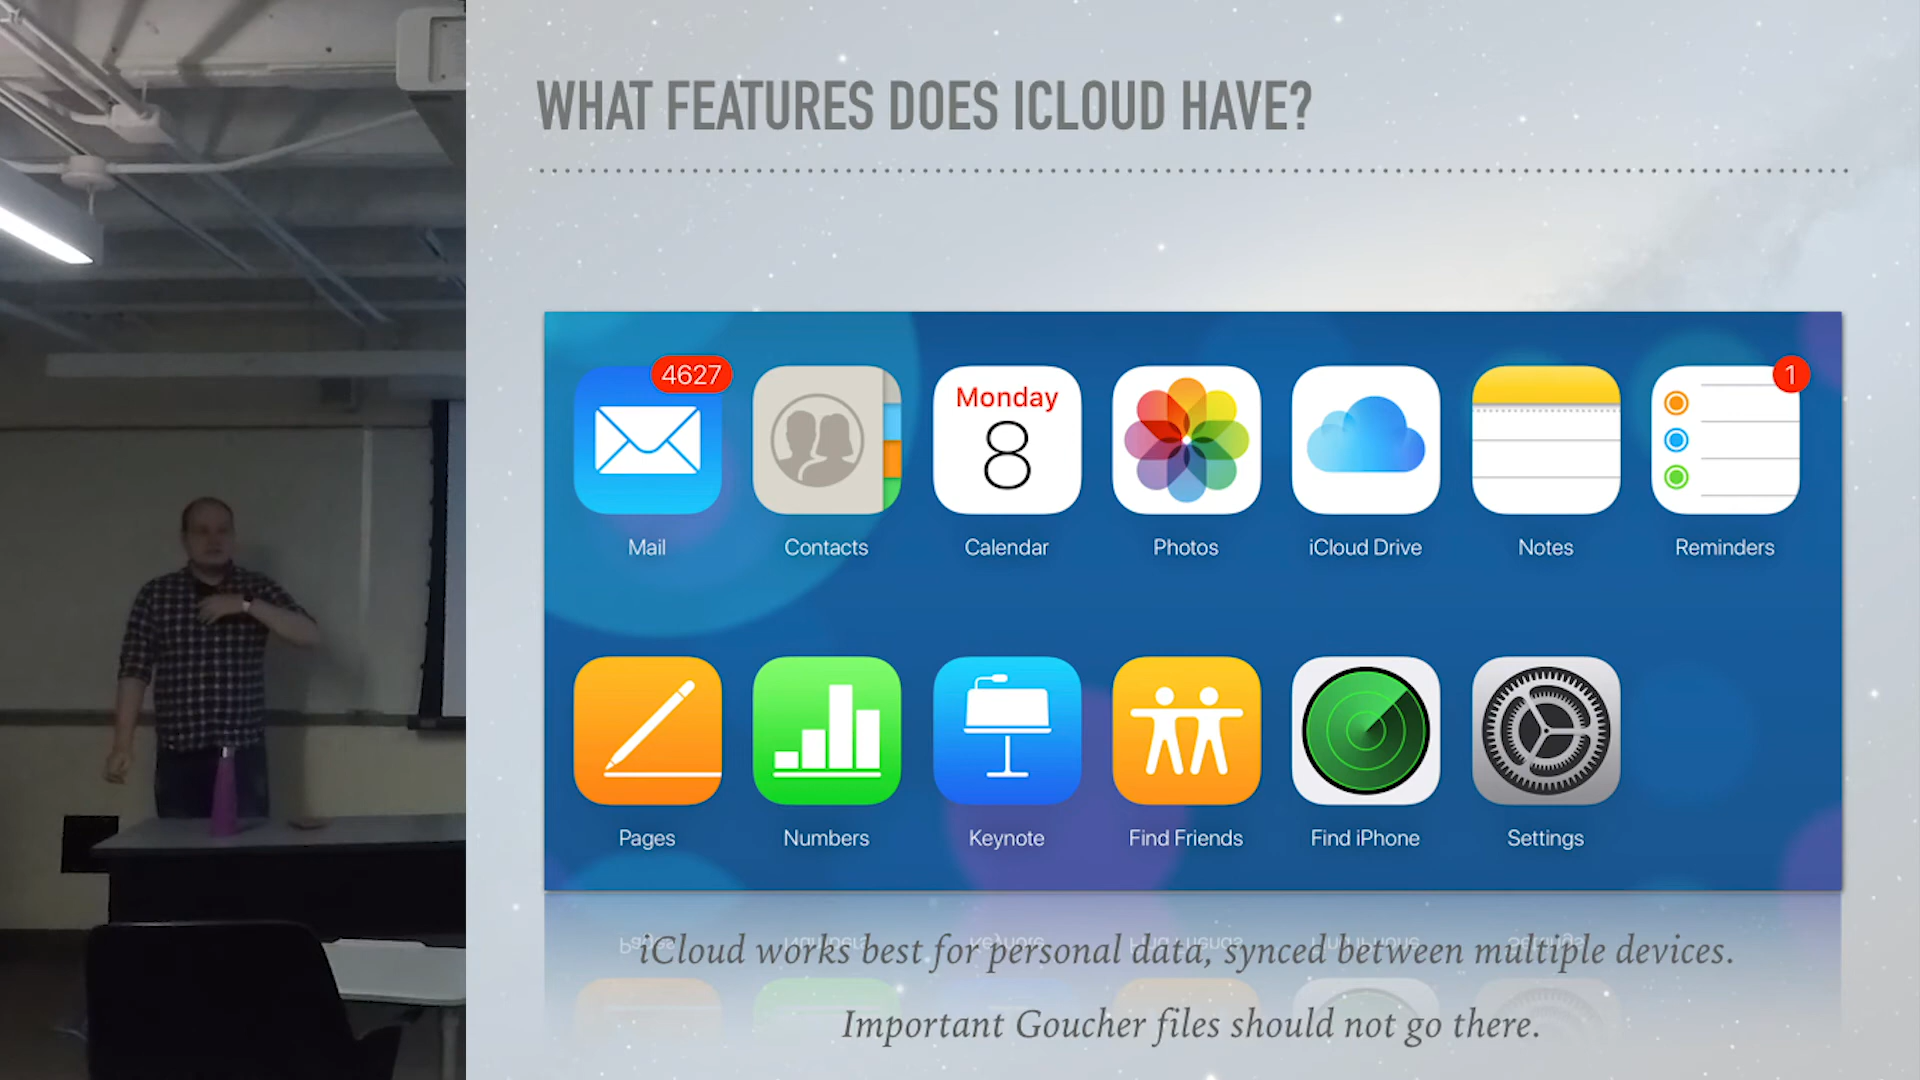 WHAT FEATURES DOES ICLOUD HAVE?
4627
Monday
8
1
Mail
Contacts
Calendar
Photos
iCloud Drive
Notes
Reminders
Pages
Numbers
Keynote
Find Friends
Find iPhone
Settings
iCloud works best for personal data, synced between multiple devices.
Important Goucher files should not go there.